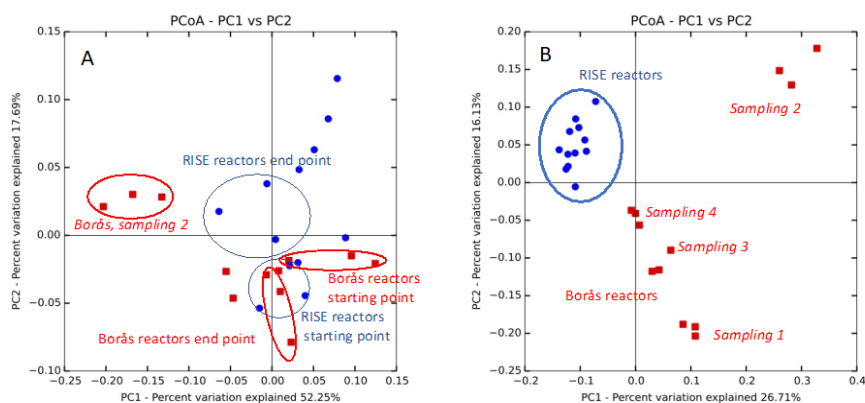 PCoA - PC1 vs PC2
A
RISE reactors end point
Borås, sampling 2
Borås reactors
starting point
RISE reactors
starting point
Borås reactors end point
0.15
0.10
0.05
0.00
−0.05
−0.10
−0.25 −0.20 −0.15 −0.10 −0.05 0.00 0.05 0.10 0.15
PC1 - Percent variation explained 52.25%
PC2 - Percent variation explained 17.69%
PCoA - PC1 vs PC2
B
RISE reactors
Sampling 2
Sampling 4
Sampling 3
Borås reactors
Sampling 1
0.20
0.15
0.10
0.05
0.00
−0.05
−0.10
−0.15
−0.20
−0.25
−0.2 −0.1 0.0 0.1 0.2 0.3 0.4
PC1 - Percent variation explained 26.71%
PC2 - Percent variation explained 16.13%